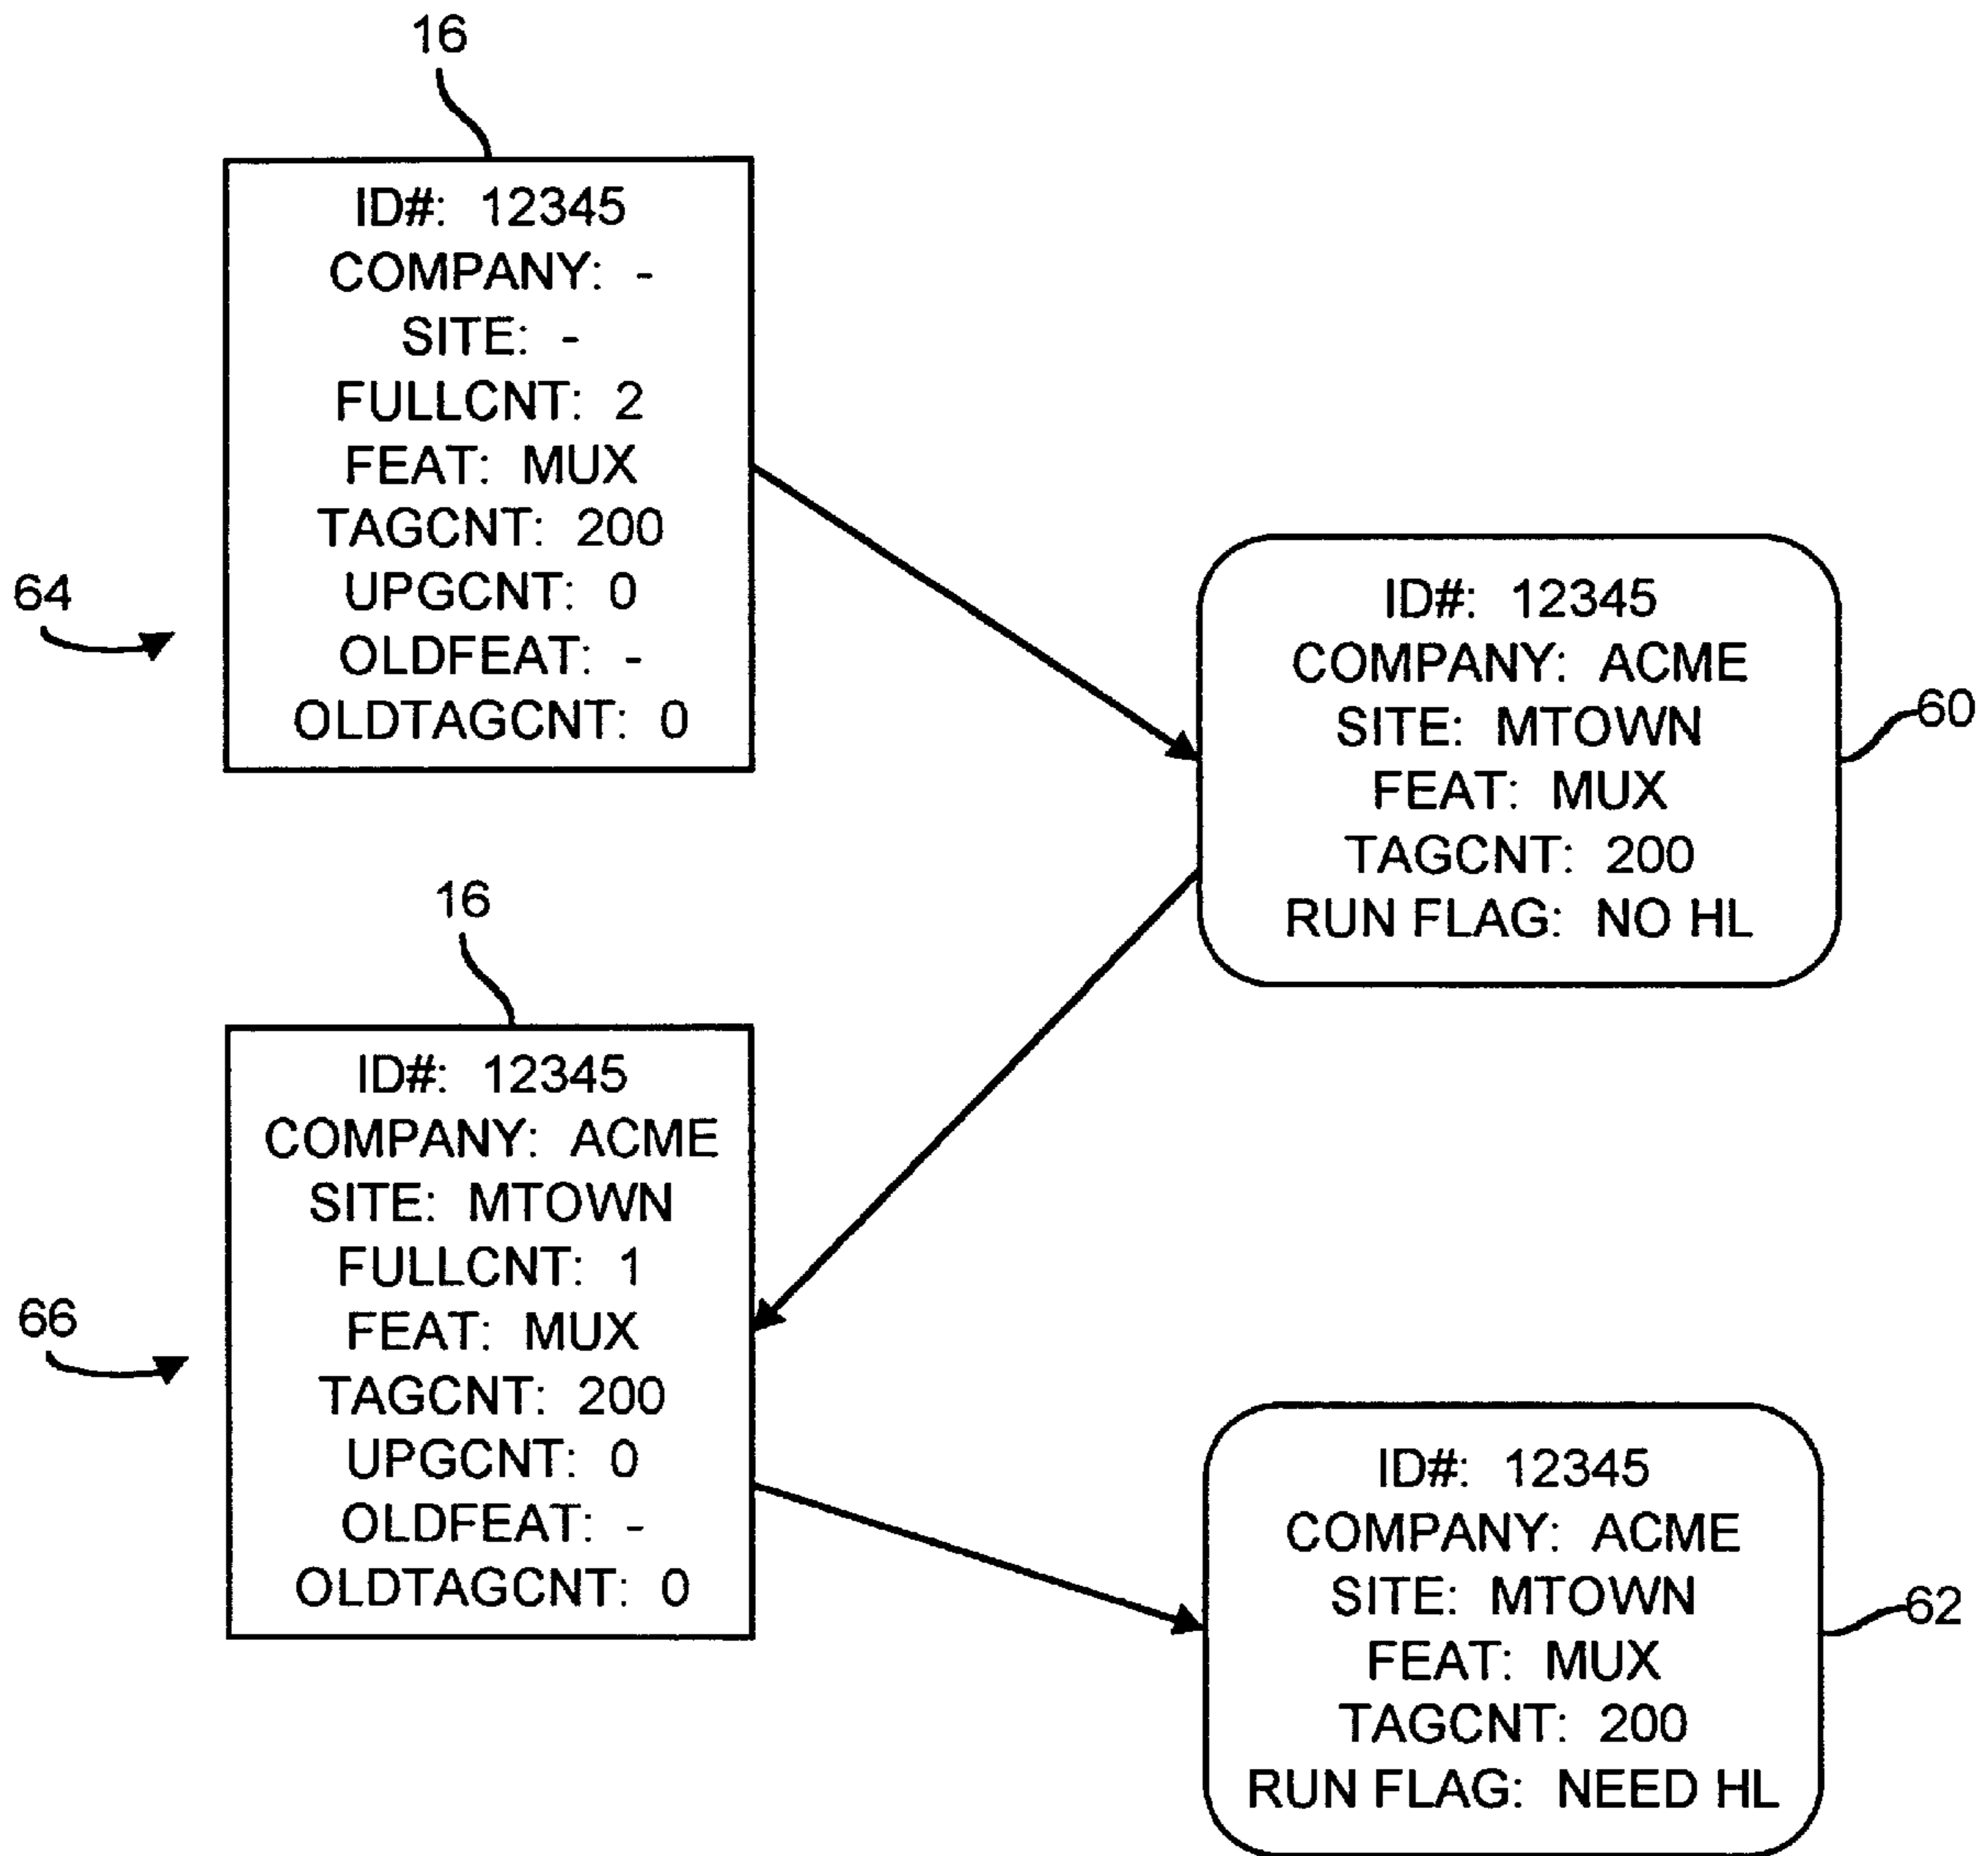 16
ID#: 12345
COMPANY: -
SITE: -
FULLCNT: 2
FEAT: MUX
TAGCNT: 200
UPGCNT: 0
OLDFEAT: -
OLDTAGCNT: 0
64
ID#: 12345
COMPANY: ACME
SITE: MTOWN
FEAT: MUX
TAGCNT: 200
RUN FLAG: NO HL
60
16
ID#: 12345
COMPANY: ACME
SITE: MTOWN
FULLCNT: 1
FEAT: MUX
TAGCNT: 200
UPGCNT: 0
OLDFEAT: -
OLDTAGCNT: 0
66
ID#: 12345
COMPANY: ACME
SITE: MTOWN
FEAT: MUX
TAGCNT: 200
RUN FLAG: NEED HL
62